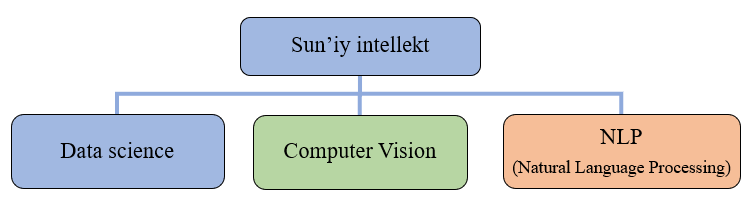 Sun’iy intellekt
Data science
Computer Vision
NLP
(Natural Language Processing)